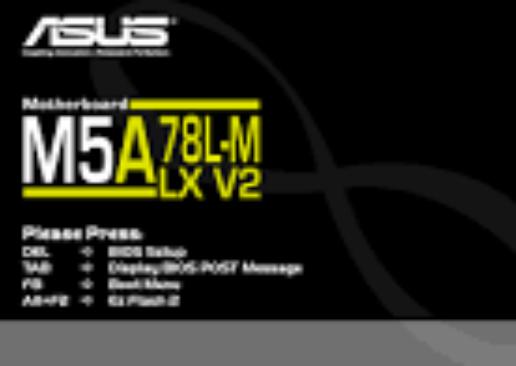 ASUS
Motherboard
M5A78L-M
LX V2
Please Press:
DEL ➪ BIOS Setup
TAB ➪ Display BIOS POST Message
F8 ➪ Boot Menu
Alt+F2 ➪ EZ Flash 2